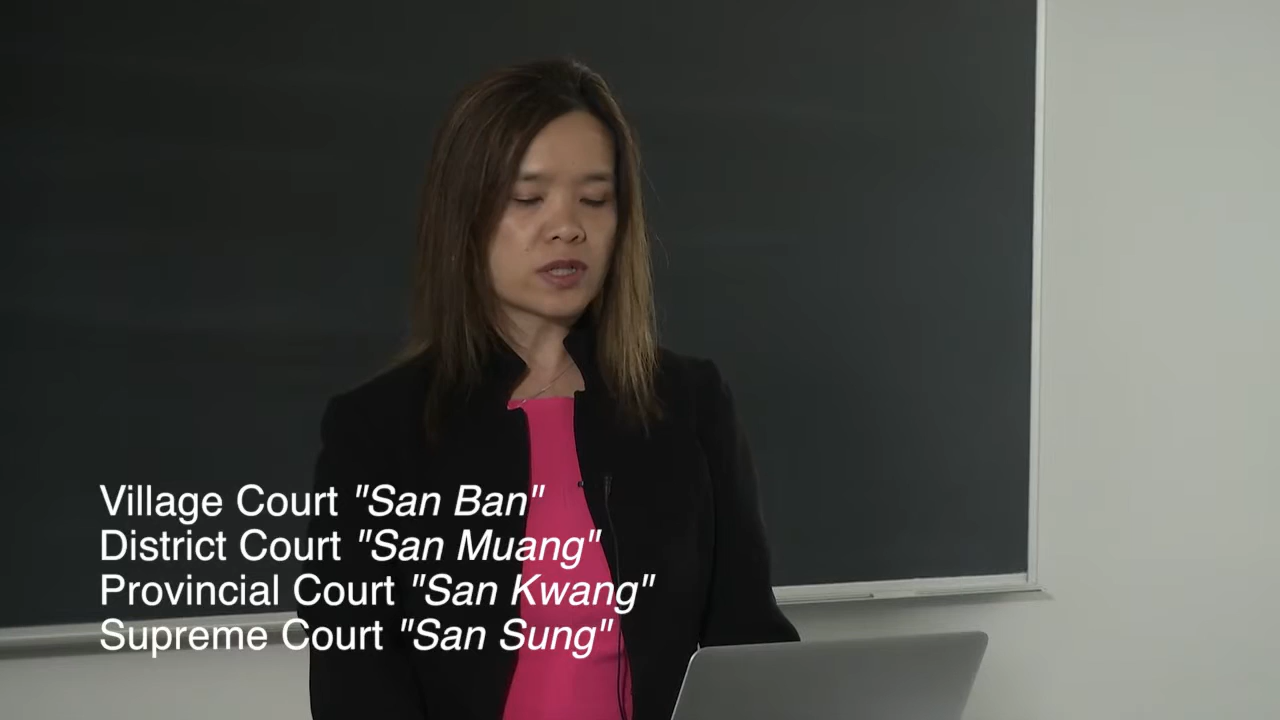 Village Court "San Ban"
District Court "San Muang"
Provincial Court "San Kwang"
Supreme Court "San Sung"